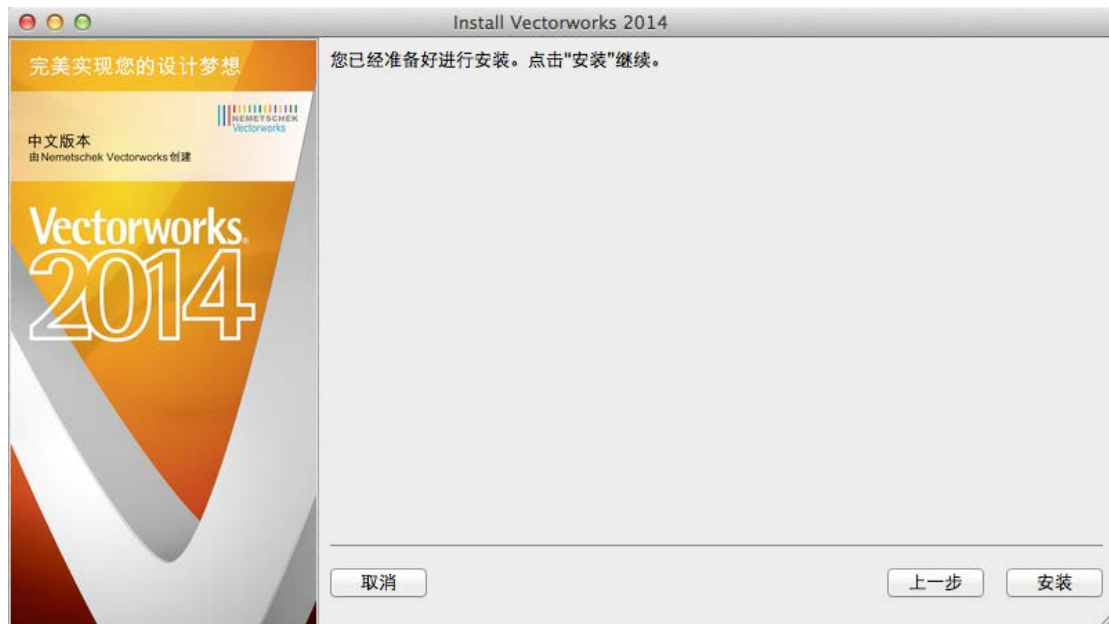 Install Vectorworks 2014
完美实现您的设计梦想
NEMETSCHEK
Vectorworks
中文版本
由Nemetschek Vectorworks创建
Vectorworks.
2014
您已经准备好进行安装。点击"安装"继续。
取消
上一步
安装